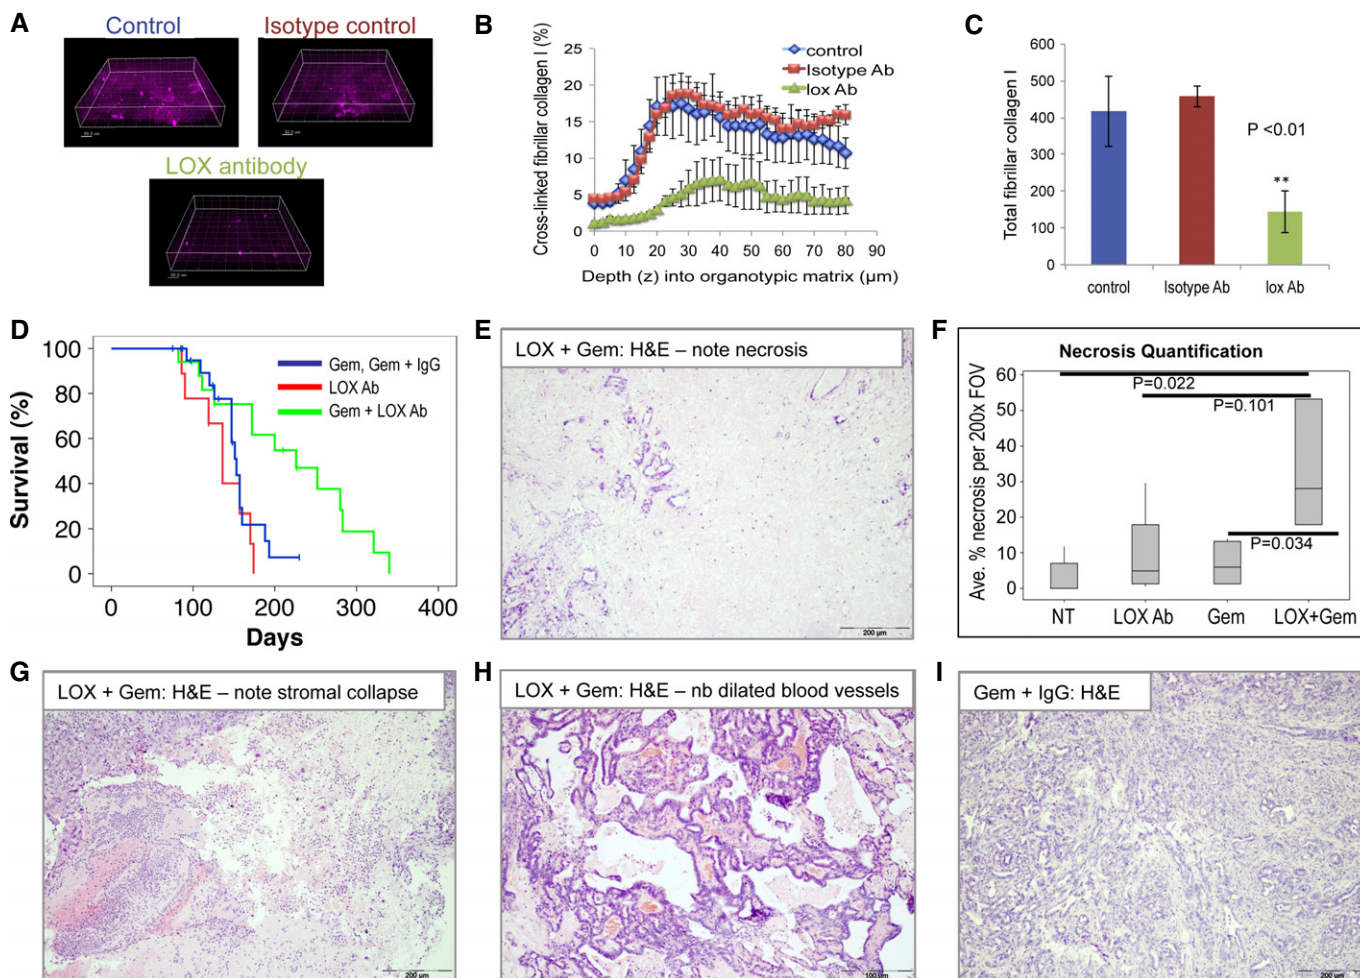 A
Control
Isotype control
LOX antibody
B
Cross-linked fibrillar collagen I (%)
25
20
15
10
5
0
0 10 20 30 40 50 60 70 80 90
Depth (z) into organotypic matrix (µm)
control
Isotype Ab
lox Ab
C
Total fibrillar collagen I
600
500
400
300
200
100
0
P <0.01
**
control Isotype Ab lox Ab
D
Survival (%)
100
80
60
40
20
0
0 100 200 300 400
Days
Gem, Gem + IgG
LOX Ab
Gem + LOX Ab
E
LOX + Gem: H&E – note necrosis
200 µm
F
Necrosis Quantification
Ave. % necrosis per 200x FOV
60
50
40
30
20
10
0
P=0.022
P=0.101
P=0.034
NT LOX Ab Gem LOX+Gem
G
LOX + Gem: H&E – note stromal collapse
200 µm
H
LOX + Gem: H&E – nb dilated blood vessels
100 µm
I
Gem + IgG: H&E
200 µm